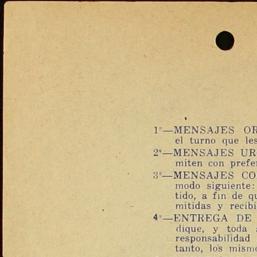 1°—MENSAJES OR
el turno que les
2°—MENSAJES UR
miten con prefer
3°—MENSAJES CO
modo siguiente:
tido, a fin de qu
mitidas y recibi
4°—ENTREGA DE
dique, y toda
responsabilidad
tanto, los mismo